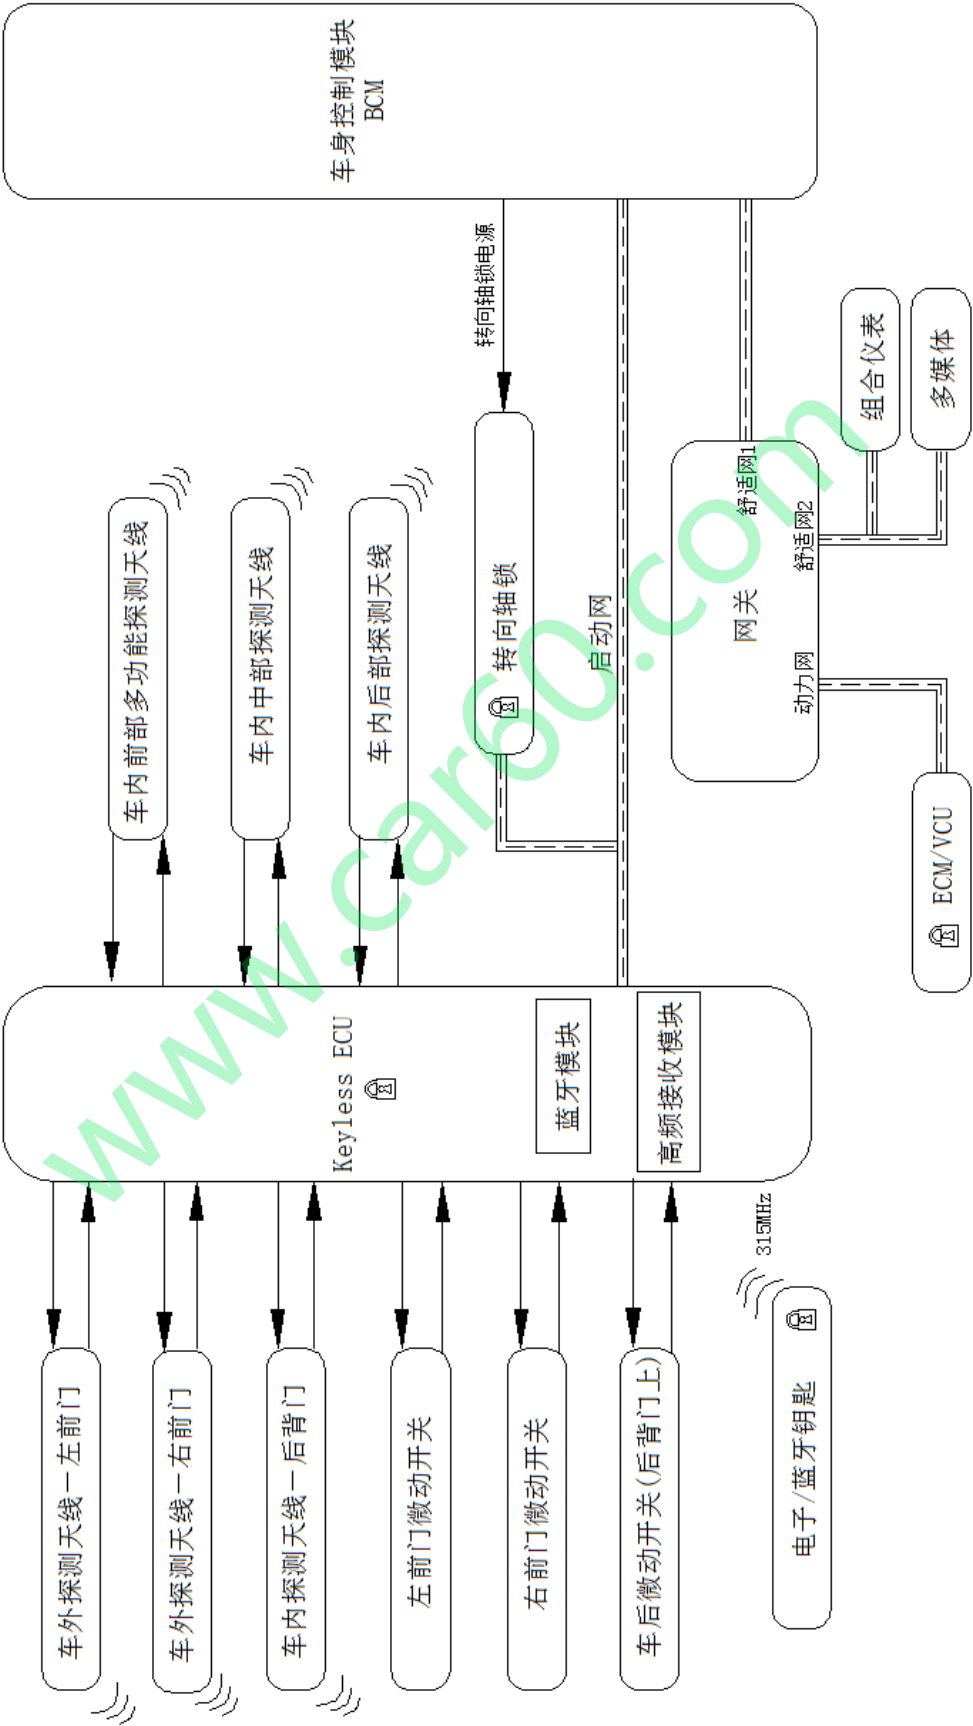 车外探测天线—左前门
车外探测天线—右前门
车内探测天线—后背门
左前门微动开关
右前门微动开关
车后微动开关(后背门上)
电子/蓝牙钥匙
315MHz
Keyless ECU
蓝牙模块
高频接收模块
车内前部多功能探测天线
车内中部探测天线
车内后部探测天线
转向轴锁
转向轴锁电源
启动网
车身控制模块
BCM
网关
舒适网1
舒适网2
动力网
ECM/VCU
组合仪表
多媒体
www.car60.com